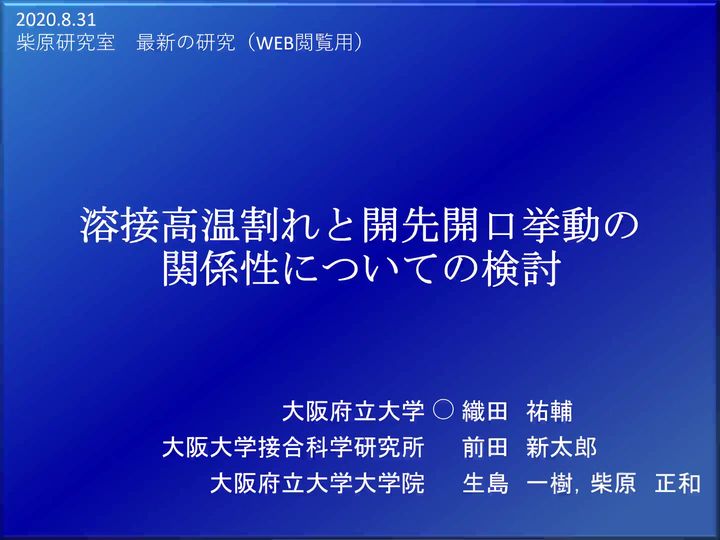 2020.8.31
柴原研究室　最新の研究（WEB閲覧用）
溶接高温割れと開先開口挙動の
関係性についての検討
大阪府立大学 〇 織田　祐輔
大阪大学接合科学研究所　前田　新太郎
大阪府立大学大学院　生島　一樹，柴原　正和